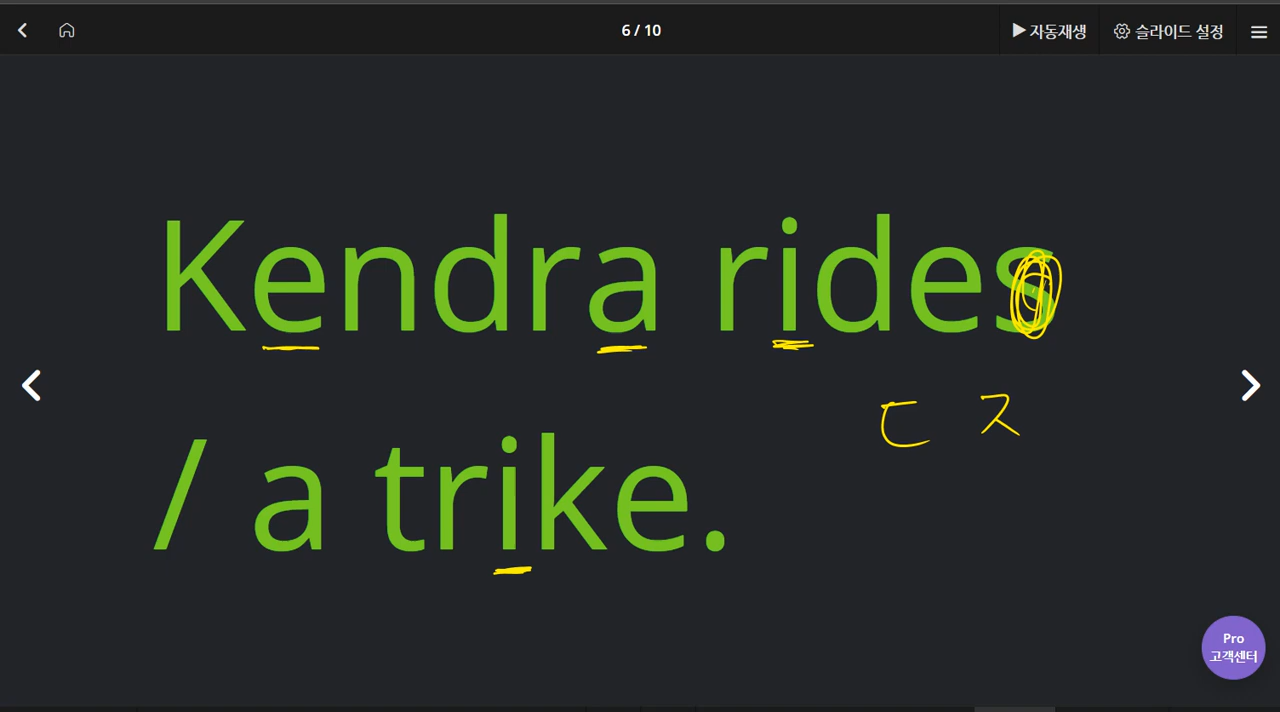 6 / 10
▶ 자동재생
슬라이드 설정
Kendra rides
ㄷ ㅈ
/ a trike.
Pro
고객센터